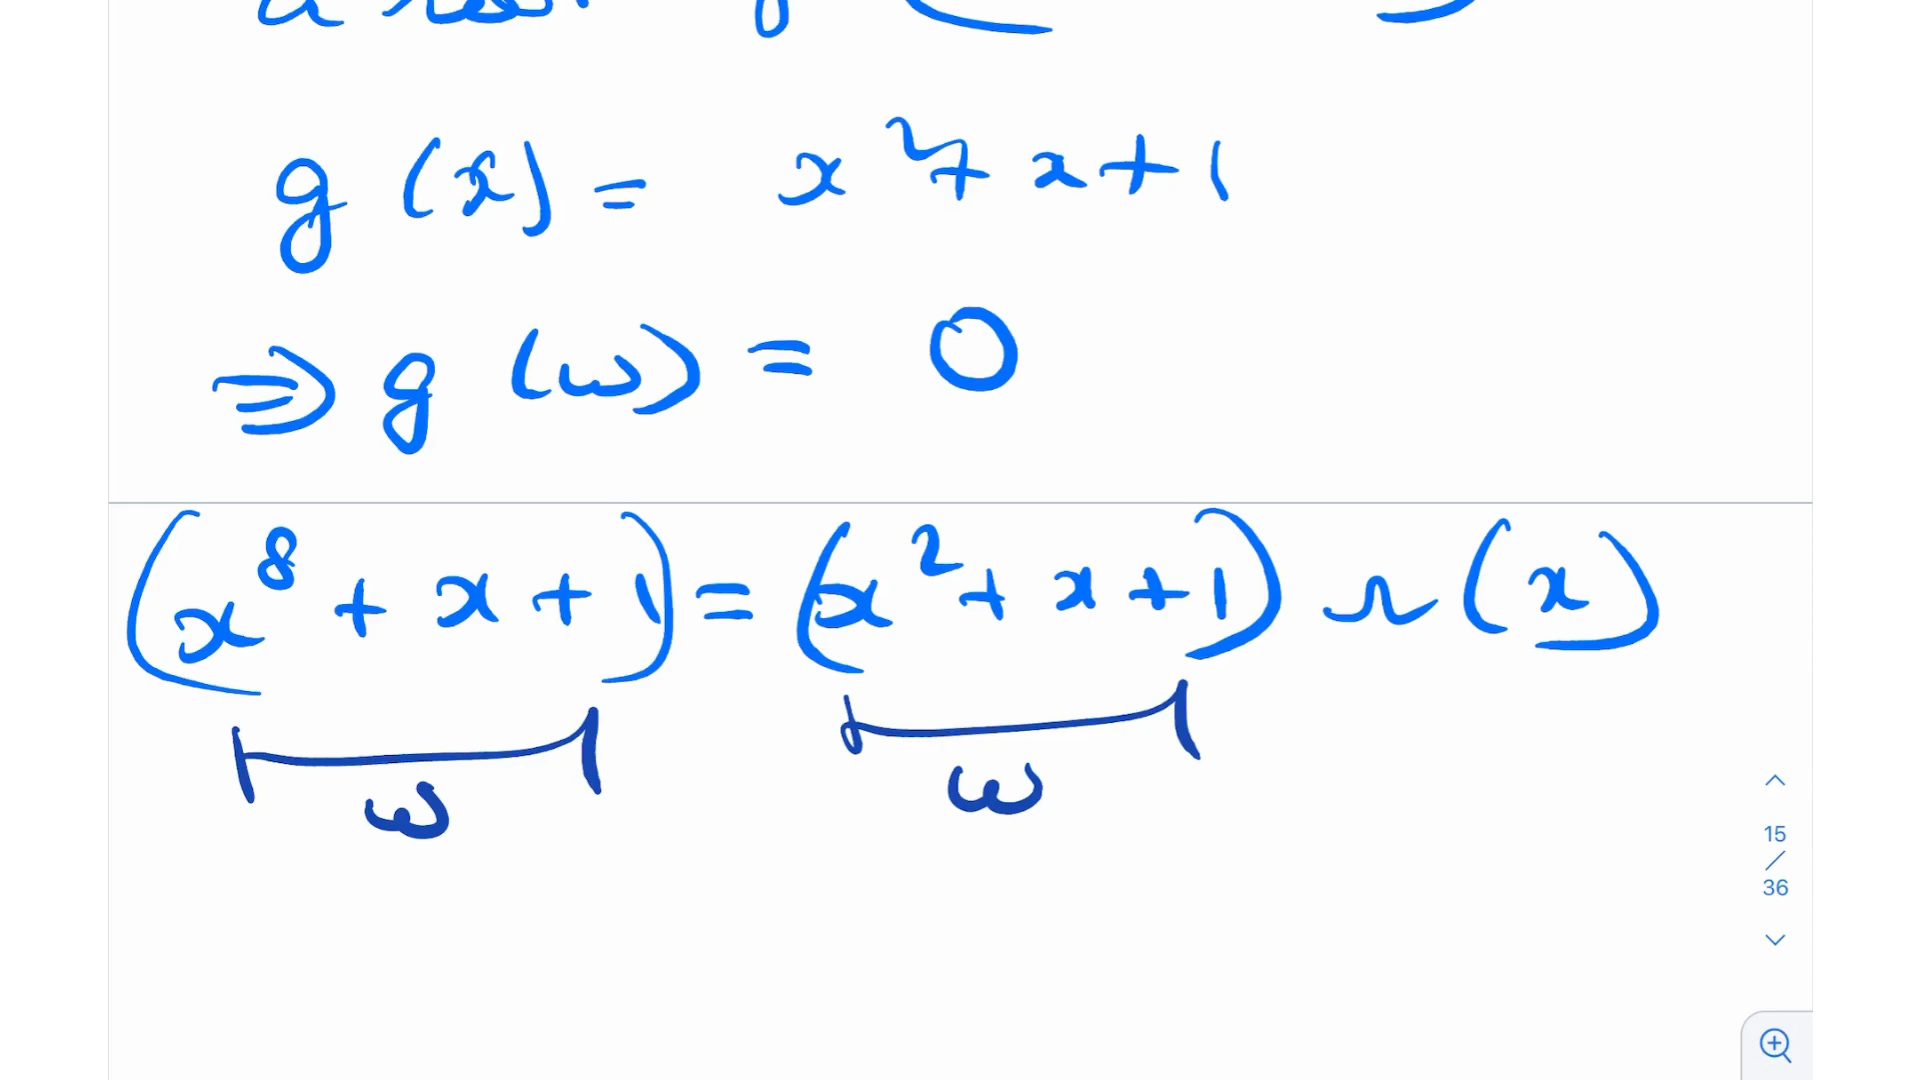 g (x) = x² + x + 1
⇒ g (ω) = 0
(x⁸ + x + 1) = (x² + x + 1) r (x)
ω ω
15
/
36